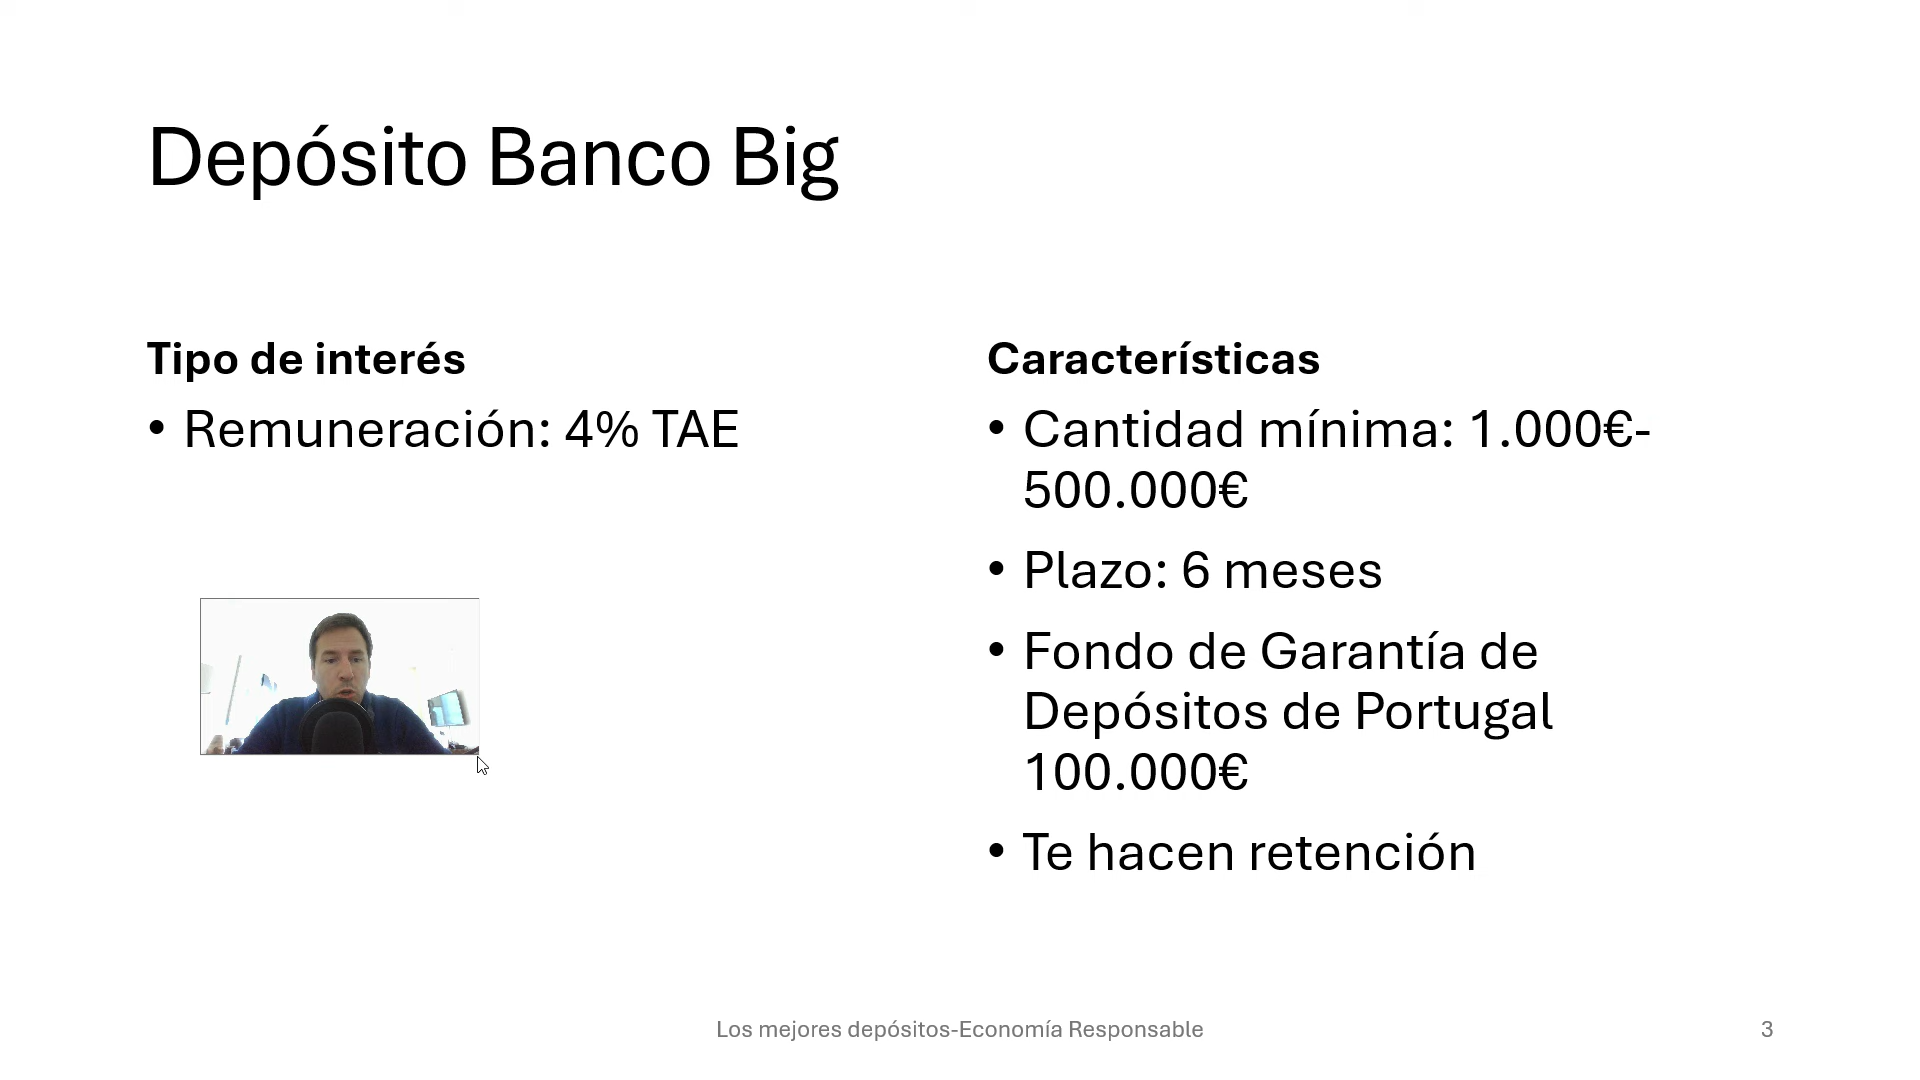 Depósito Banco Big
Tipo de interés
• Remuneración: 4% TAE
Características
• Cantidad mínima: 1.000€-
500.000€
• Plazo: 6 meses
• Fondo de Garantía de
Depósitos de Portugal
100.000€
• Te hacen retención
Los mejores depósitos-Economía Responsable
3